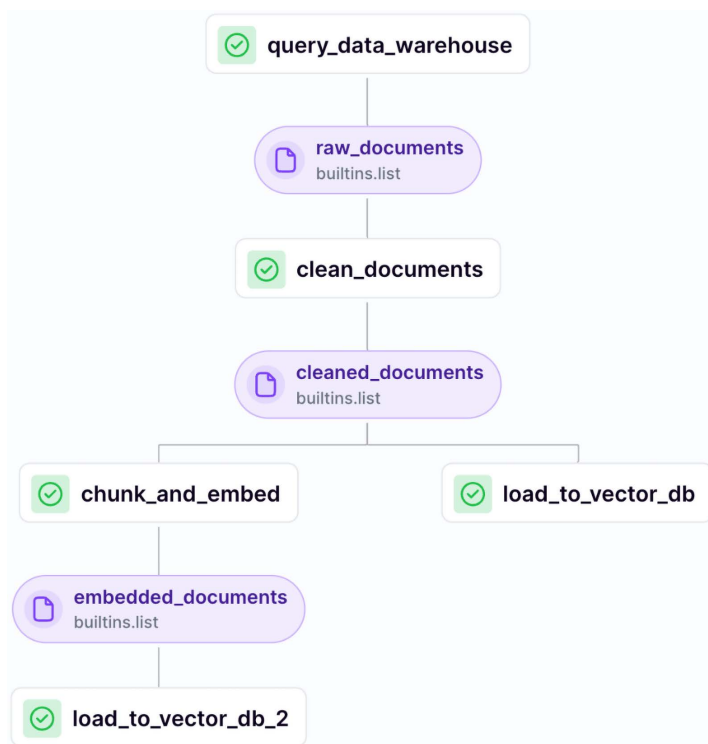 query_data_warehouse
raw_documents
builtins.list
clean_documents
cleaned_documents
builtins.list
chunk_and_embed
load_to_vector_db
embedded_documents
builtins.list
load_to_vector_db_2